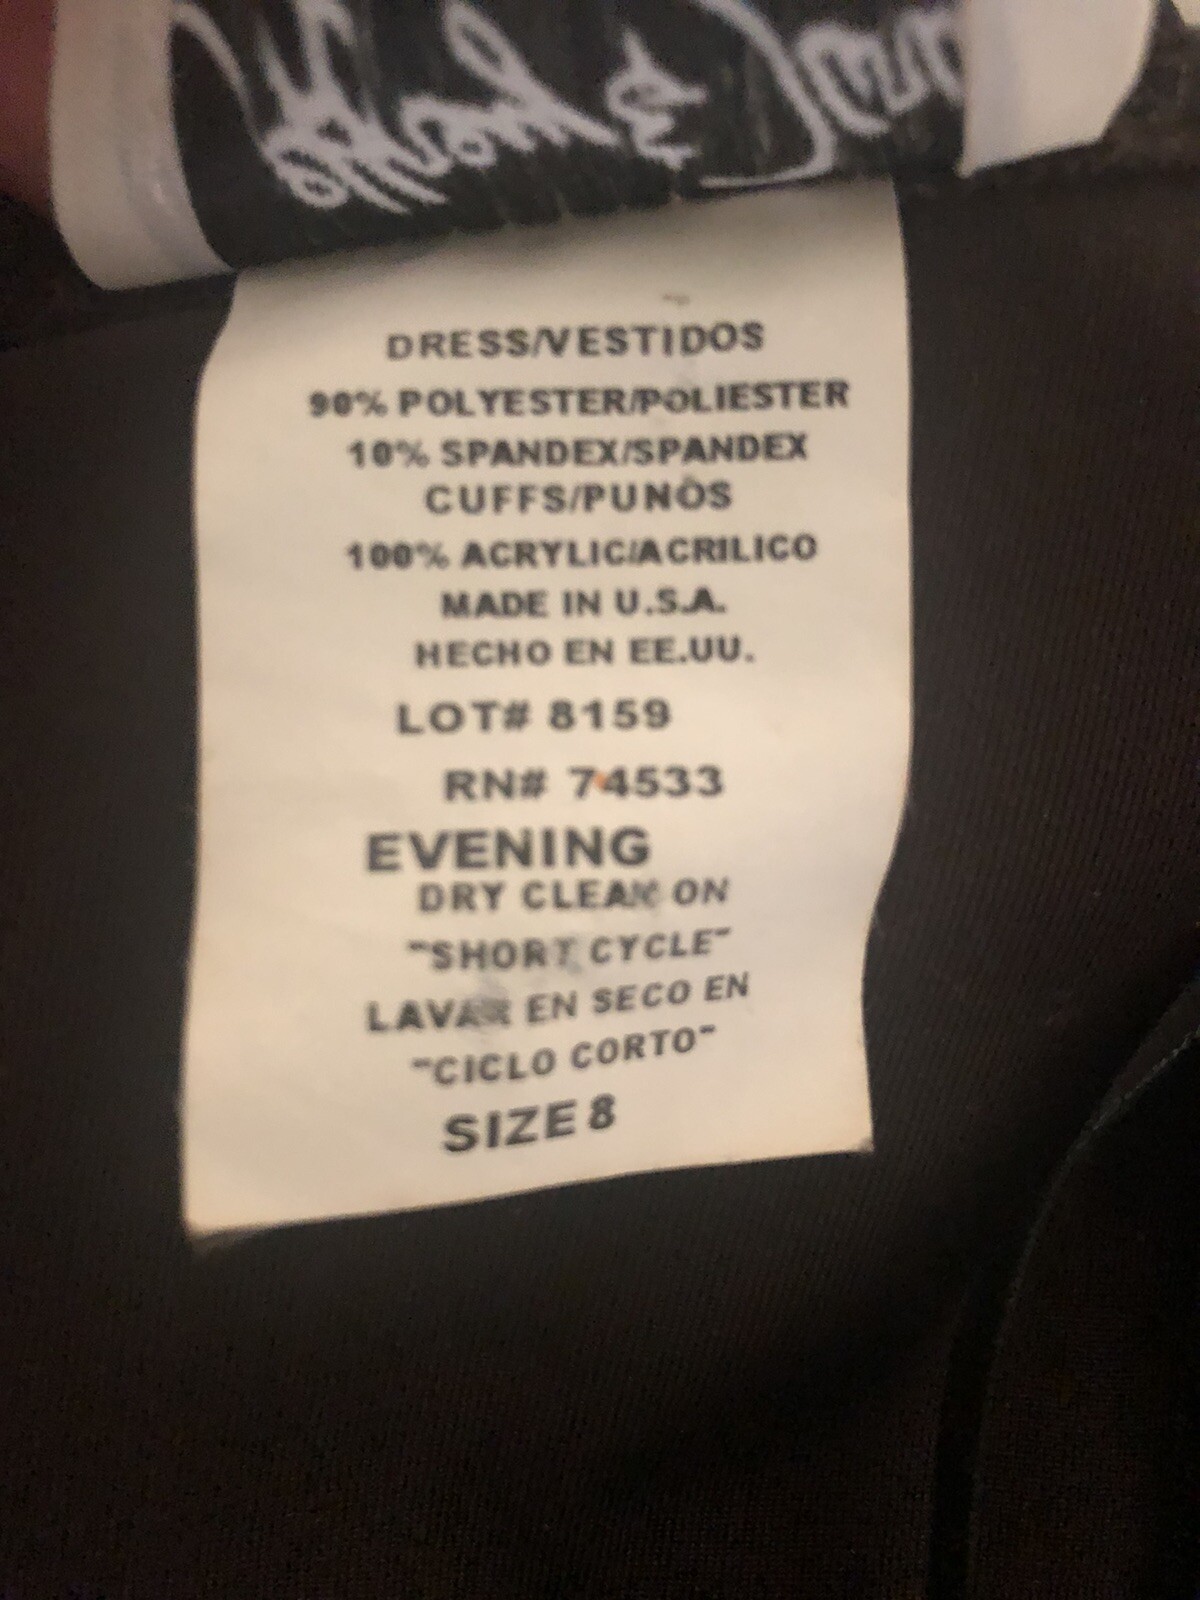 DRESS/VESTIDOS
90% POLYESTER/POLIESTER
10% SPANDEX/SPANDEX
CUFFS/PUNOS
100% ACRYLIC/ACRILICO
MADE IN U.S.A.
HECHO EN EE.UU.
LOT# 8159
RN# 74533
EVENING
DRY CLEAN ON
"SHORT CYCLE"
LAVAR EN SECO EN
"CICLO CORTO"
SIZE 8